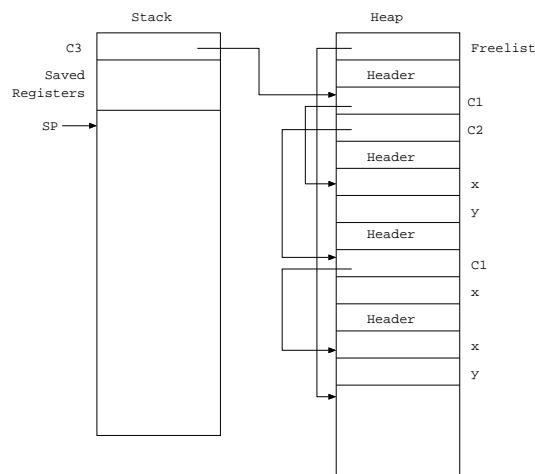 Stack
Heap
C3
Freelist
Saved
Registers
Header
C1
SP
C2
Header
x
y
Header
C1
x
Header
x
y